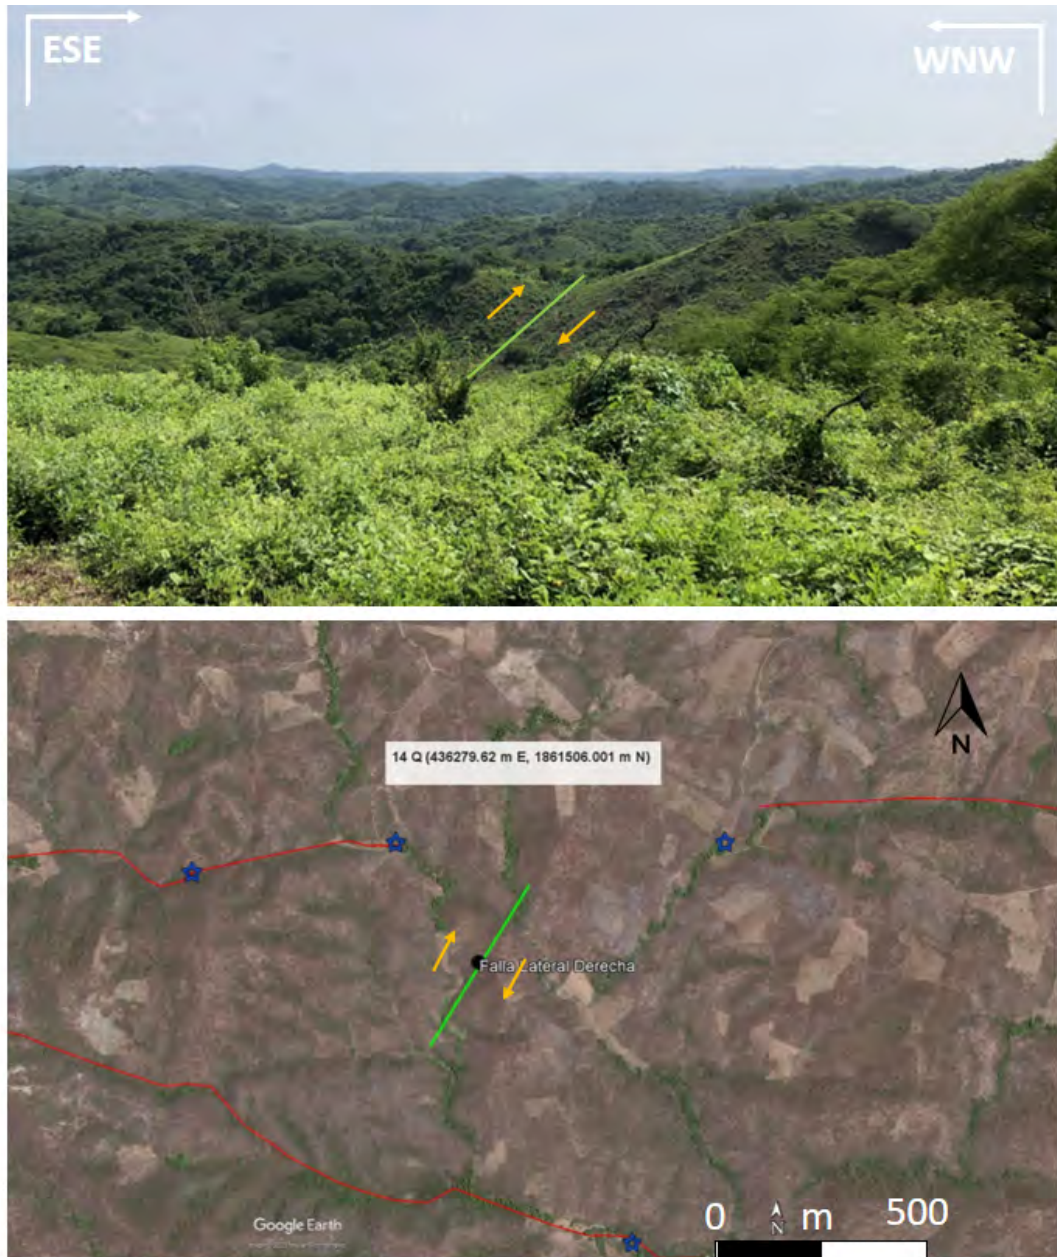 ESE
WNW
14 Q (436279.62 m E, 1861506.001 m N)
N
Falla Lateral Derecha
Google Earth
N
0 m 500